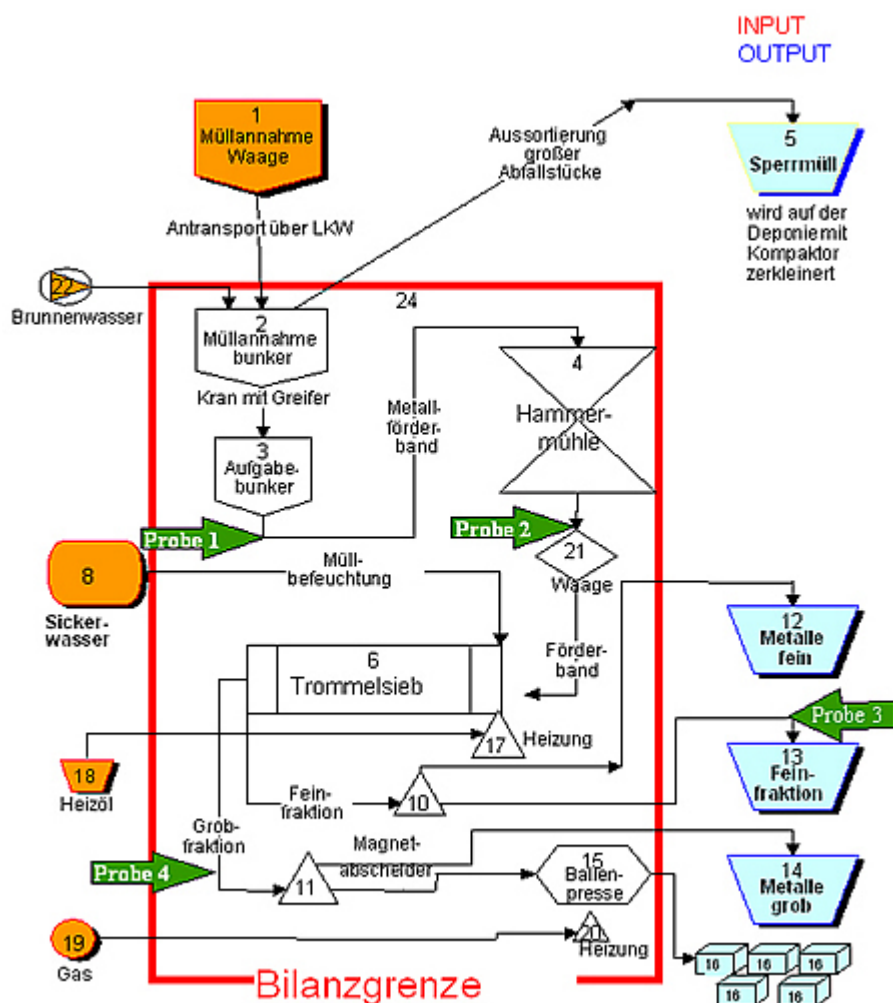 INPUT
OUTPUT
1
Müllannahme
Waage
Aussortierung
großer
Abfallstücke
5
Sperrmüll
wird auf der
Deponie mit
Kompaktor
zerkleinert
Antransport über LKW
22
Brunnenwasser
24
2
Müllannahme
bunker
Kran mit Greifer
Metall-
förder-
band
4
Hammer-
mühle
3
Aufgabe-
bunker
Probe 1
Probe 2
21
Waage
8
Sicker-
wasser
Müll-
befeuchtung
12
Metalle
fein
6
Trommelsieb
Förder-
band
Probe 3
17
Heizung
18
Heizöl
Fein-
fraktion
10
13
Fein-
fraktion
Grob-
fraktion
Probe 4
11
Magnet-
abscheider
15
Ballen-
presse
14
Metalle
grob
19
Gas
20
Heizung
16
16
16
16
16
Bilanzgrenze